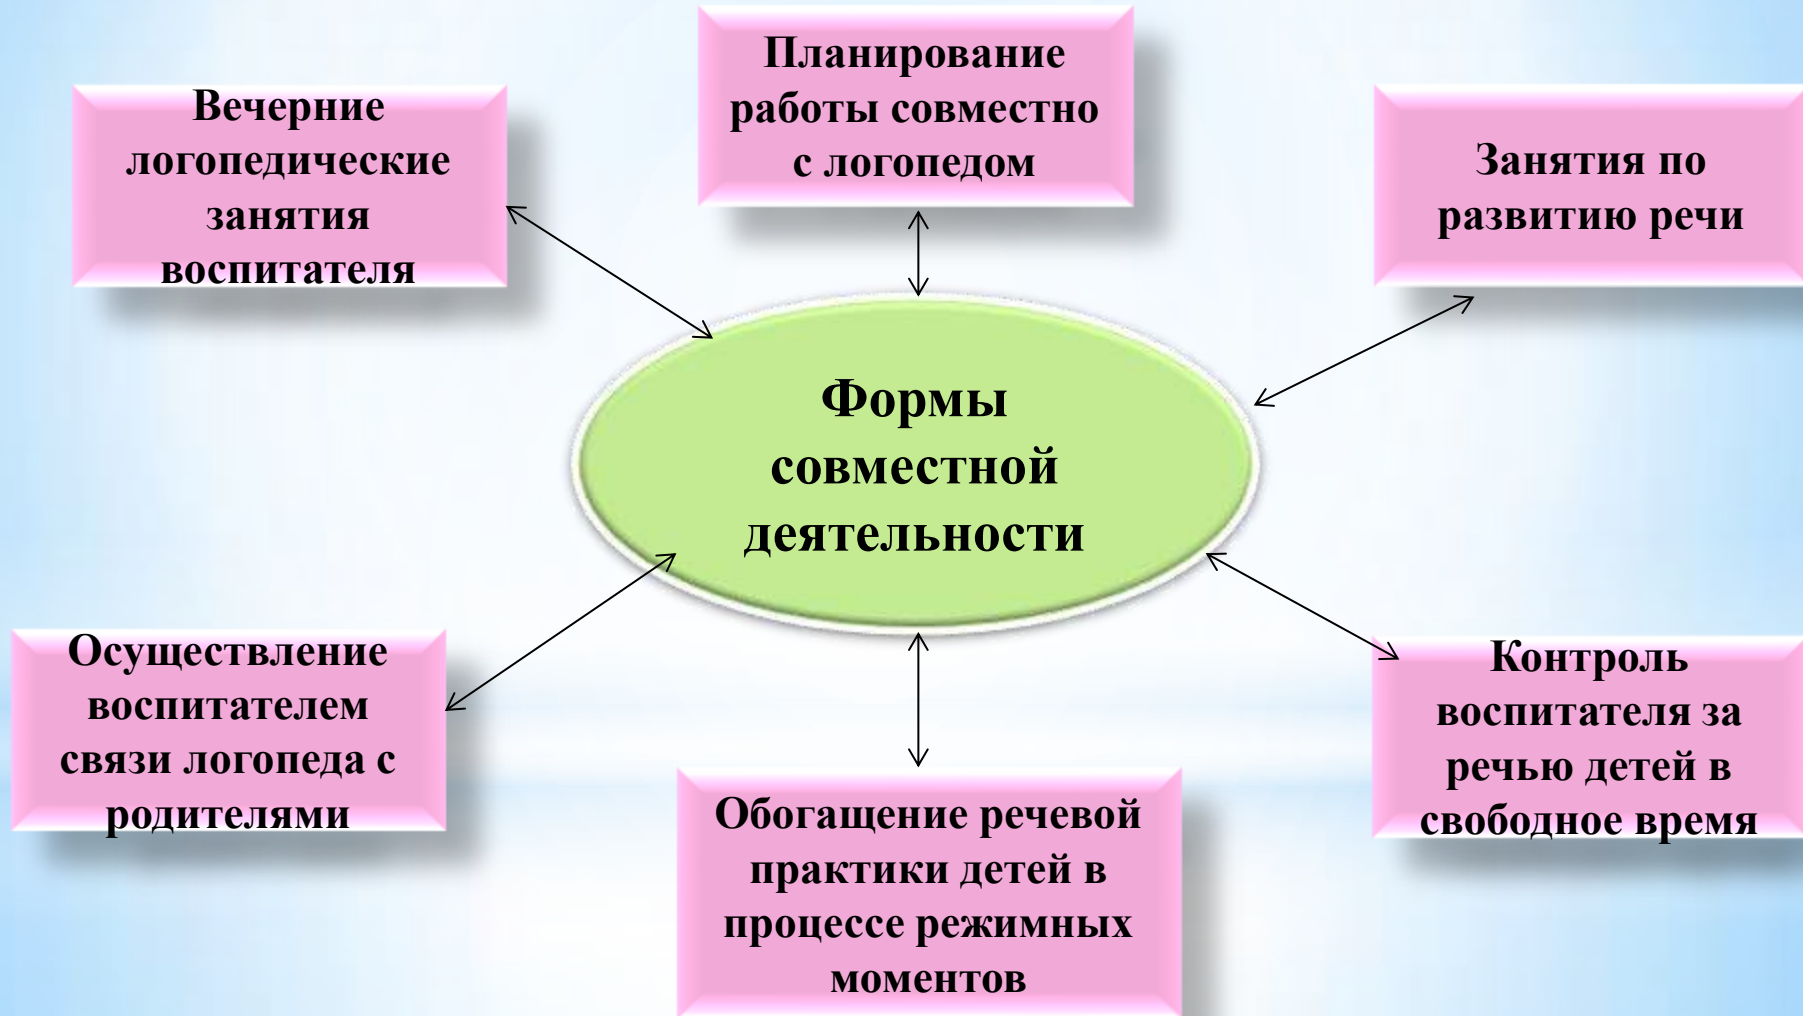 Планирование
работы совместно
с логопедом
Вечерние
логопедические
занятия
воспитателя
Занятия по
развитию речи
Формы
совместной
деятельности
Осуществление
воспитателем
связи логопеда с
родителями
Контроль
воспитателя за
речью детей в
свободное время
Обогащение речевой
практики детей в
процессе режимных
моментов